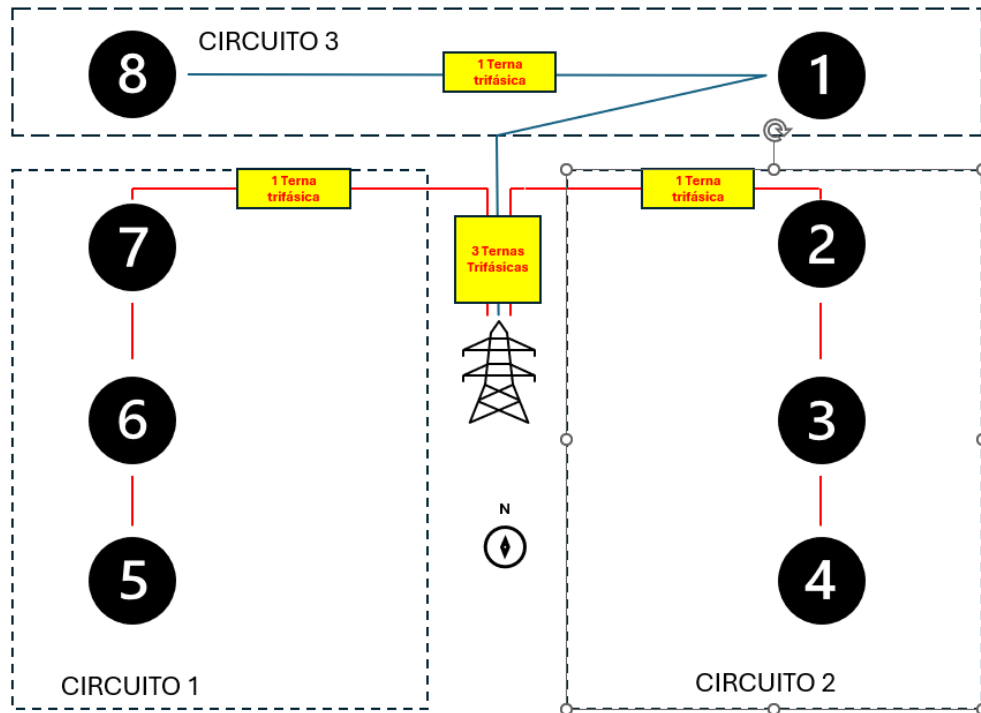 CIRCUITO 3
8
1 Terna
trifásica
1
1 Terna
trifásica
1 Terna
trifásica
7
3 Ternas
Trifásicas
2
6
3
N
5
4
CIRCUITO 1
CIRCUITO 2